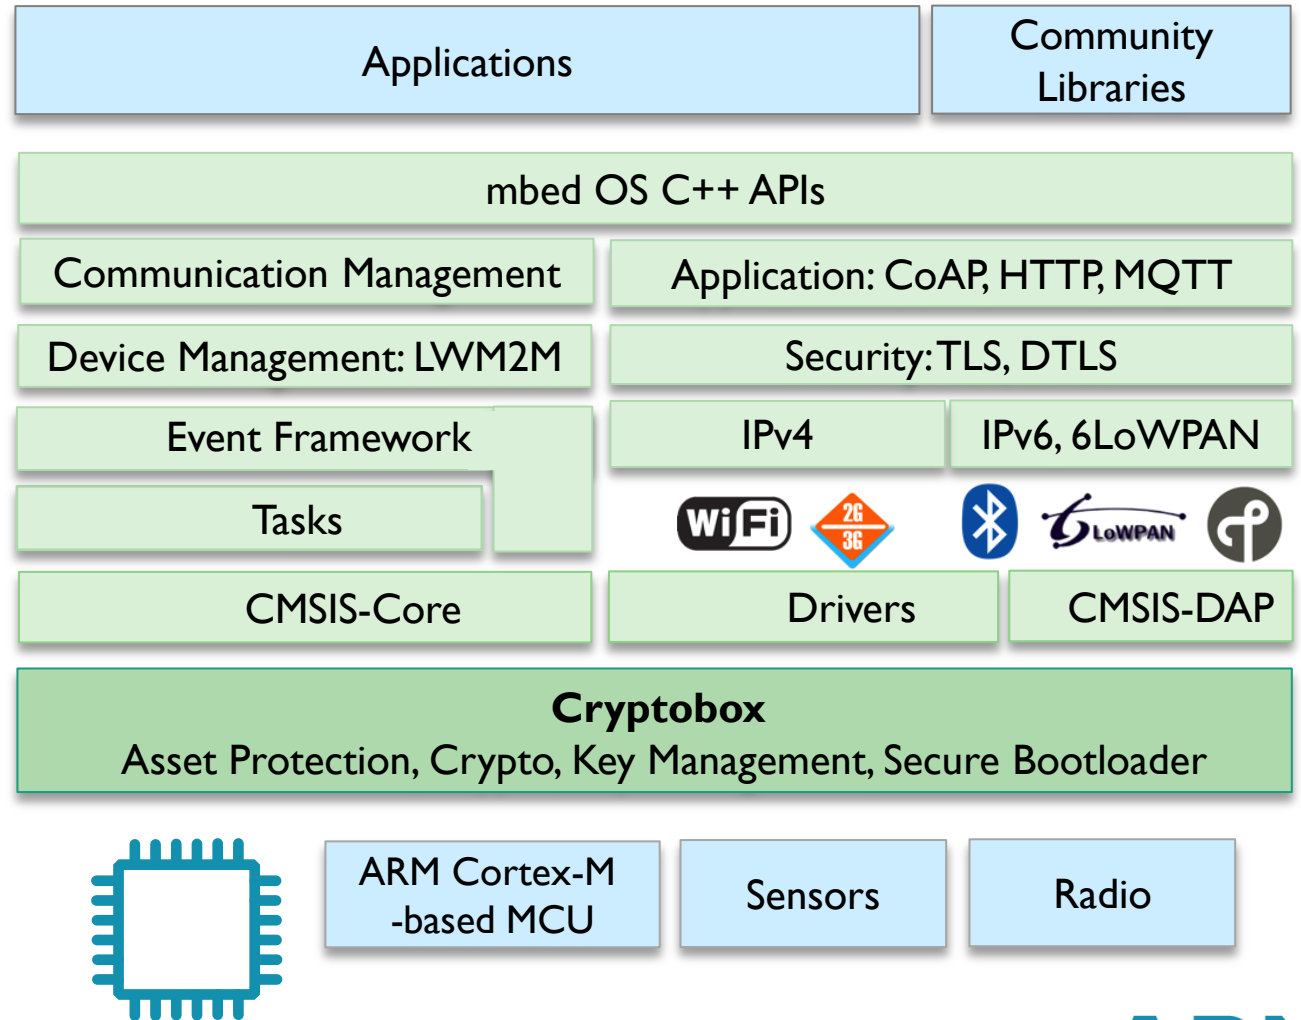 Applications
Community
Libraries
mbed OS C++ APIs
Communication Management
Application: CoAP, HTTP, MQTT
Device Management: LWM2M
Security: TLS, DTLS
Event Framework
IPv4
IPv6, 6LoWPAN
Tasks
WiFi
2G
3G
6LoWPAN
CMSIS-Core
Drivers
CMSIS-DAP
Cryptobox
Asset Protection, Crypto, Key Management, Secure Bootloader
ARM Cortex-M
-based MCU
Sensors
Radio